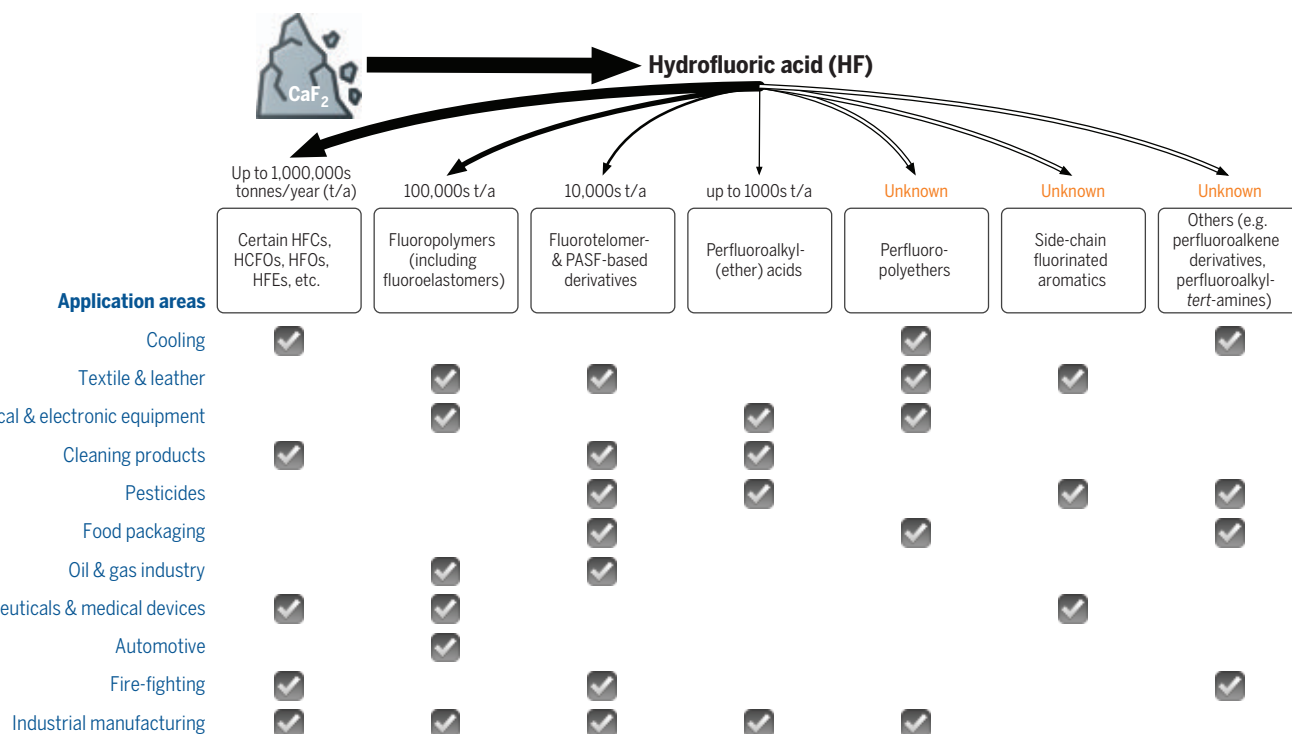 CaF2
Hydrofluoric acid (HF)
Up to 1,000,000s
tonnes/year (t/a)
100,000s t/a
10,000s t/a
up to 1000s t/a
Unknown
Unknown
Unknown
Certain HFCs,
HCFOs, HFOs,
HFEs, etc.
Fluoropolymers
(including
fluoroelastomers)
Fluorotelomer-
& PASF-based
derivatives
Perfluoroalkyl-
(ether) acids
Perfluoro-
polyethers
Side-chain
fluorinated
aromatics
Others (e.g.
perfluoroalkene
derivatives,
perfluoroalkyl-
tert-amines)
Application areas
Cooling
Textile & leather
& electronic equipment
Cleaning products
Pesticides
Food packaging
Oil & gas industry
& medical devices
Automotive
Fire-fighting
Industrial manufacturing